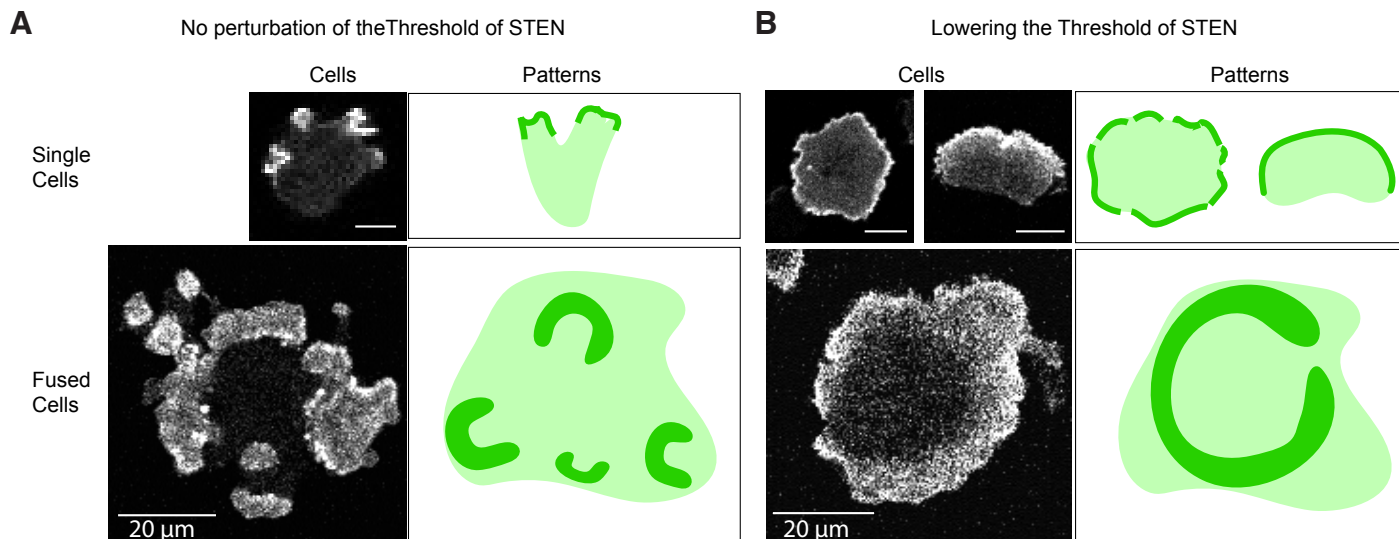 A
No perturbation of theThreshold of STEN
Cells
Patterns
Single
Cells
Fused
Cells
20 μm
B
Lowering the Threshold of STEN
Cells
Patterns
20 μm